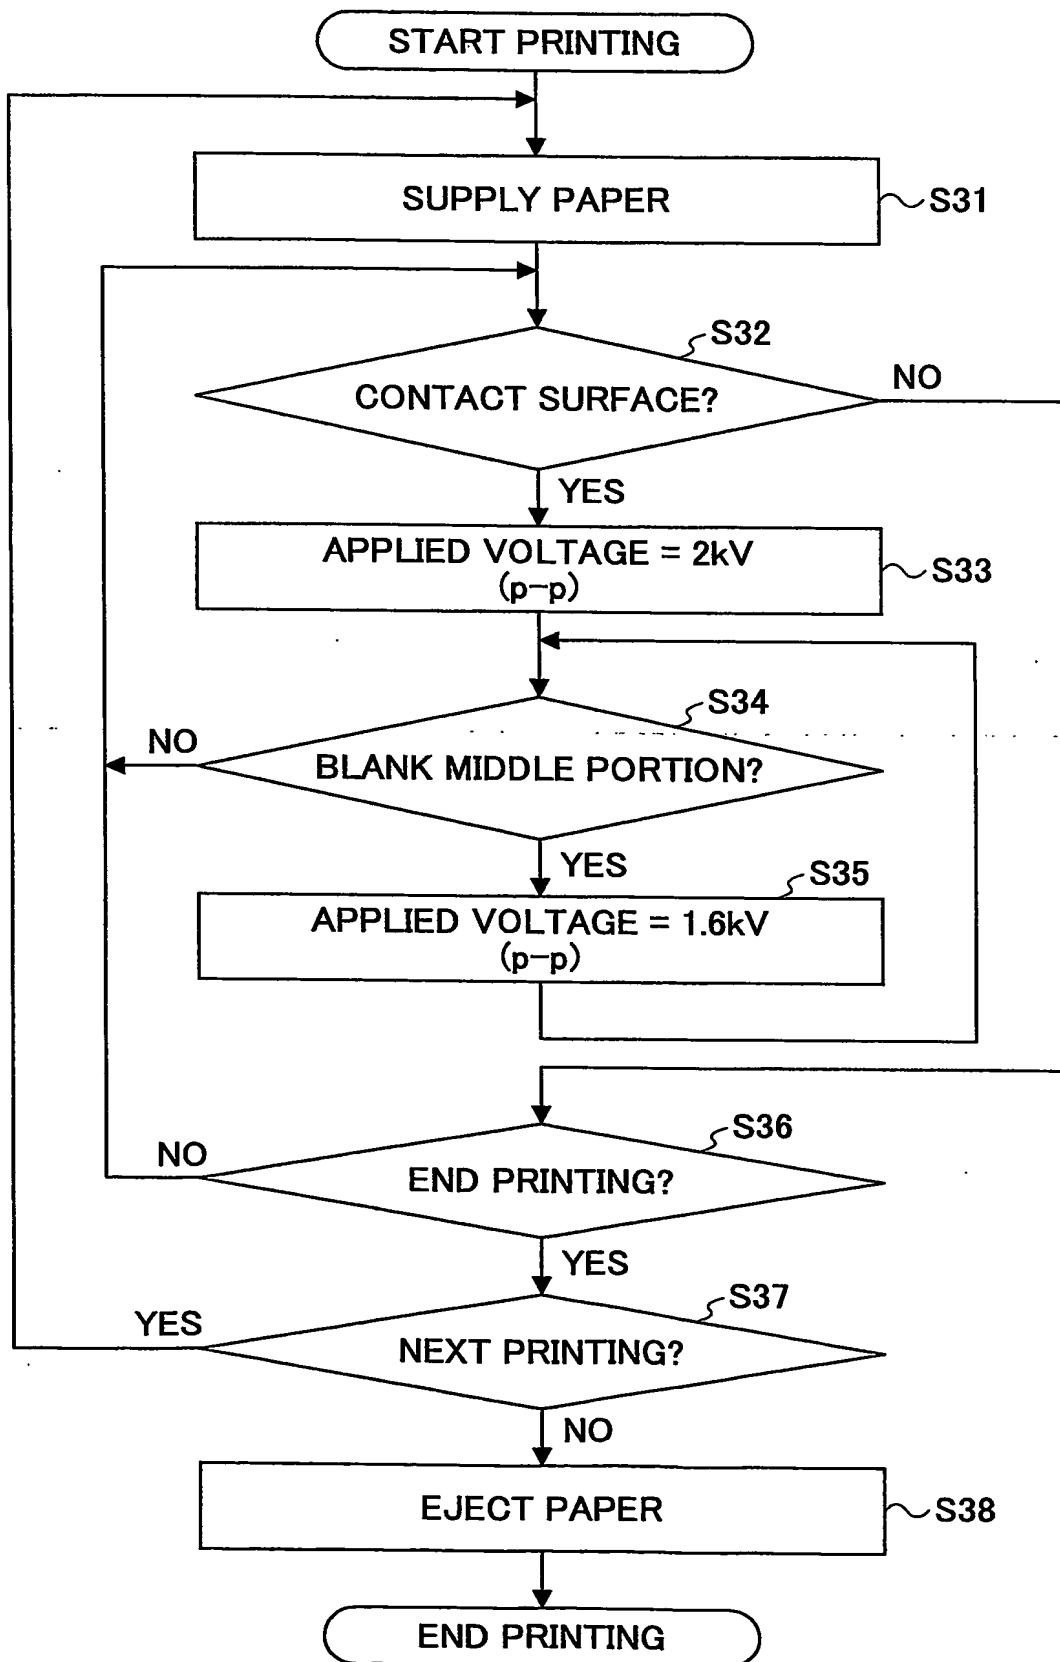 START PRINTING
SUPPLY PAPER
S31
S32
CONTACT SURFACE?
NO
YES
APPLIED VOLTAGE = 2kV
(p-p)
S33
S34
NO
BLANK MIDDLE PORTION?
YES
S35
APPLIED VOLTAGE = 1.6kV
(p-p)
S36
NO
END PRINTING?
YES
S37
YES
NEXT PRINTING?
NO
EJECT PAPER
S38
END PRINTING